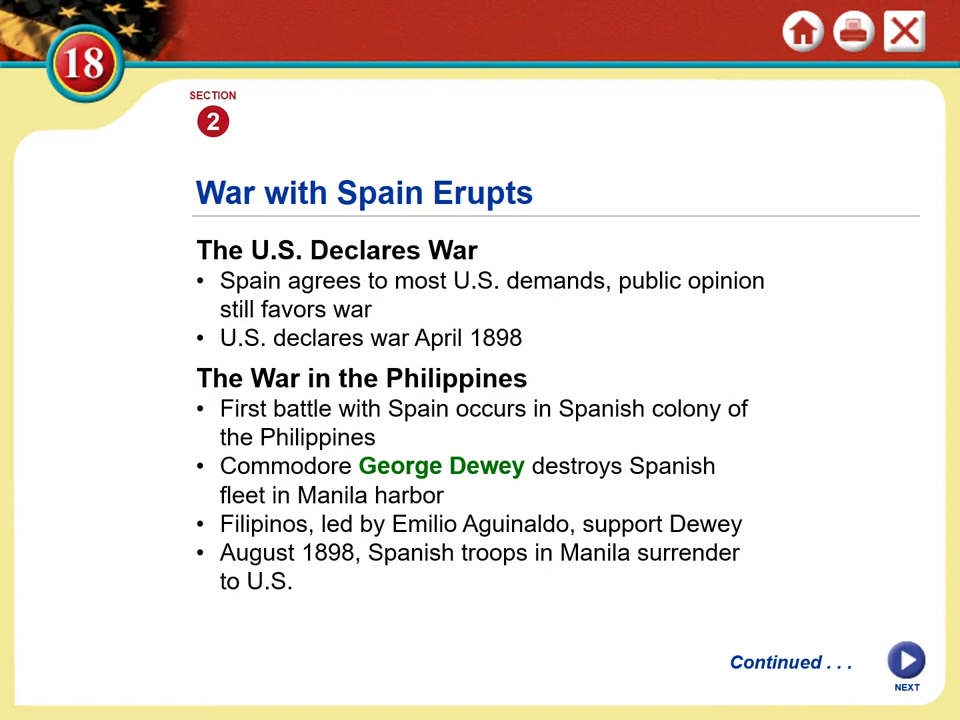 18
SECTION
2
War with Spain Erupts
The U.S. Declares War
• Spain agrees to most U.S. demands, public opinion
still favors war
• U.S. declares war April 1898
The War in the Philippines
• First battle with Spain occurs in Spanish colony of
the Philippines
• Commodore George Dewey destroys Spanish
fleet in Manila harbor
• Filipinos, led by Emilio Aguinaldo, support Dewey
• August 1898, Spanish troops in Manila surrender
to U.S.
Continued . . .
NEXT